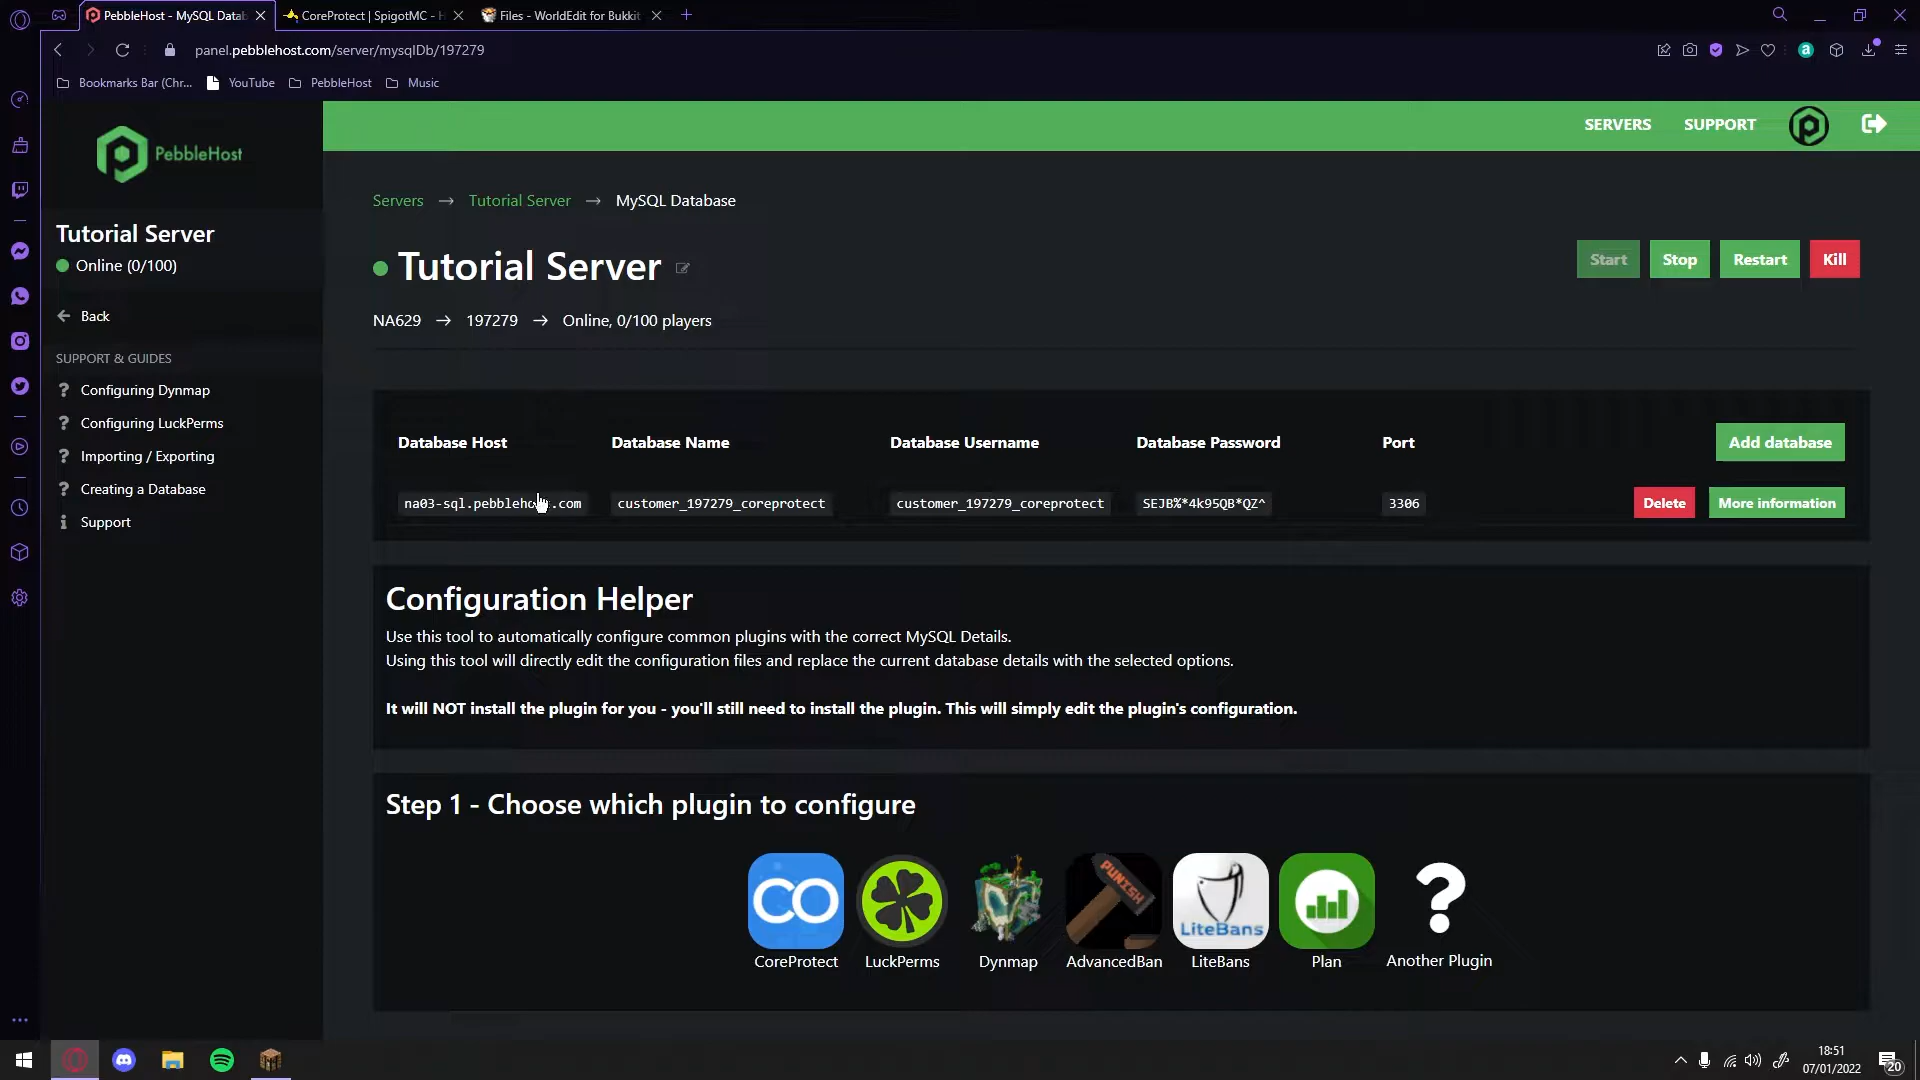 PebbleHost - MySQL Datab
CoreProtect | SpigotMC - H
Files - WorldEdit for Bukkit
panel.pebblehost.com/server/mysqlDb/197279
Bookmarks Bar (Chr...
YouTube
PebbleHost
Music
PebbleHost
SERVERS
SUPPORT
Tutorial Server
Online (0/100)
Back
SUPPORT & GUIDES
Configuring Dynmap
Configuring LuckPerms
Importing / Exporting
Creating a Database
Support
Servers → Tutorial Server → MySQL Database
Tutorial Server
Start
Stop
Restart
Kill
NA629 → 197279 → Online, 0/100 players
Database Host
Database Name
Database Username
Database Password
Port
Add database
na03-sql.pebblehost.com
customer_197279_coreprotect
customer_197279_coreprotect
SEJB%*4k95QB*QZ^
3306
Delete
More information
Configuration Helper
Use this tool to automatically configure common plugins with the correct MySQL Details.
Using this tool will directly edit the configuration files and replace the current database details with the selected options.
It will NOT install the plugin for you - you'll still need to install the plugin. This will simply edit the plugin's configuration.
Step 1 - Choose which plugin to configure
CO
PUNISH
LiteBans
?
CoreProtect
LuckPerms
Dynmap
AdvancedBan
LiteBans
Plan
Another Plugin
18:51
07/01/2022
20